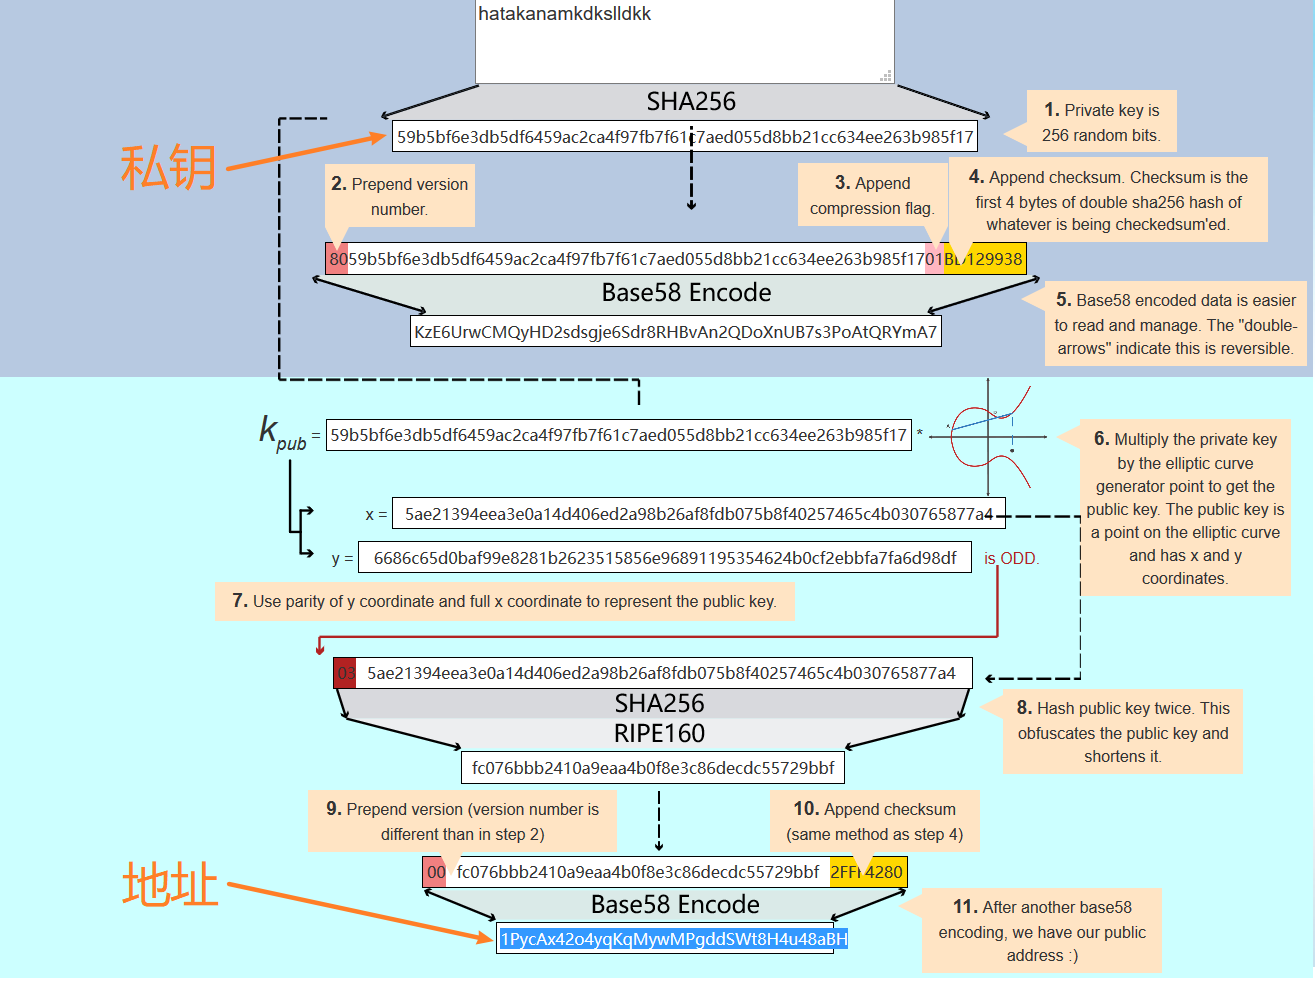 hatakanamkdkslldkk
SHA256
1. Private key is
256 random bits.
私钥
59b5bf6e3db5df6459ac2ca4f97fb7f61c7aed055d8bb21cc634ee263b985f17
2. Prepend version
number.
3. Append
compression flag.
4. Append checksum. Checksum is the
first 4 bytes of double sha256 hash of
whatever is being checkedsum'ed.
8059b5bf6e3db5df6459ac2ca4f97fb7f61c7aed055d8bb21cc634ee263b985f1701 129938
Base58 Encode
5. Base58 encoded data is easier
to read and manage. The "double-
arrows" indicate this is reversible.
KzE6UrwCMQyHD2sdsgje6Sdr8RHBvAn2QDoXnUB7s3PoAtQRYmA7
kpub = 59b5bf6e3db5df6459ac2ca4f97fb7f61c7aed055d8bb21cc634ee263b985f17 *
6. Multiply the private key
by the elliptic curve
generator point to get the
public key. The public key is
a point on the elliptic curve
and has x and y
coordinates.
x = 5ae21394eea3e0a14d406ed2a98b26af8fdb075b8f40257465c4b030765877a4
y = 6686c65d0baf99e8281b2623515856e96891195354624b0cf2ebbfa7fa6d98df is ODD.
7. Use parity of y coordinate and full x coordinate to represent the public key.
03 5ae21394eea3e0a14d406ed2a98b26af8fdb075b8f40257465c4b030765877a4
SHA256
RIPE160
8. Hash public key twice. This
obfuscates the public key and
shortens it.
fc076bbb2410a9eaa4b0f8e3c86decdc55729bbf
9. Prepend version (version number is
different than in step 2)
10. Append checksum
(same method as step 4)
地址
00 fc076bbb2410a9eaa4b0f8e3c86decdc55729bbf 2FFF4280
Base58 Encode
11. After another base58
encoding, we have our public
address :)
1PycAx42o4yqKqMywMPgddSWt8H4u48aBH